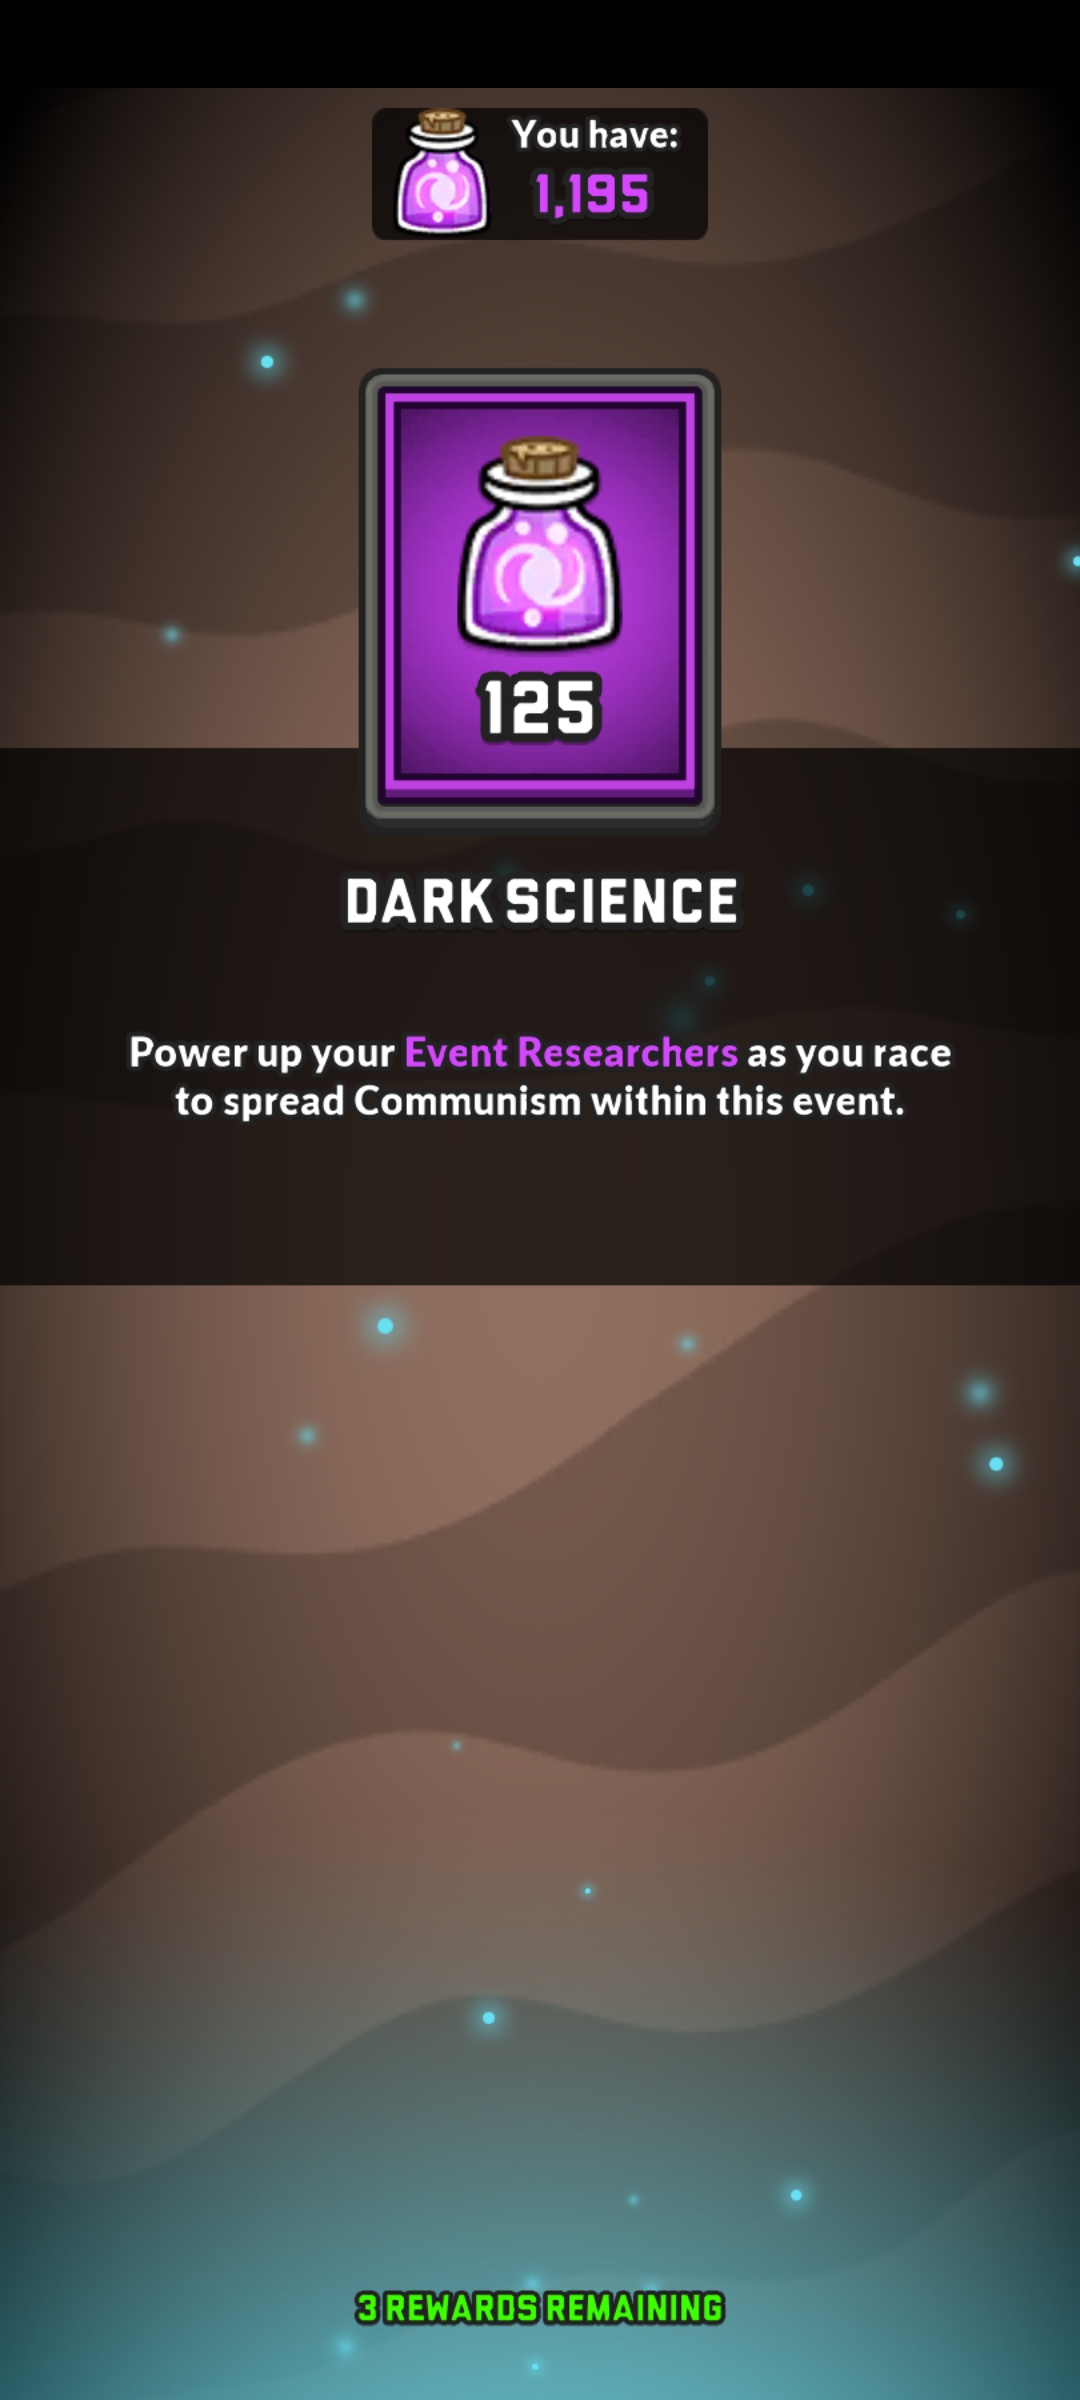 You have:
1,195
125
DARK SCIENCE
Power up your Event Researchers as you race
to spread Communism within this event.
3 REWARDS REMAINING